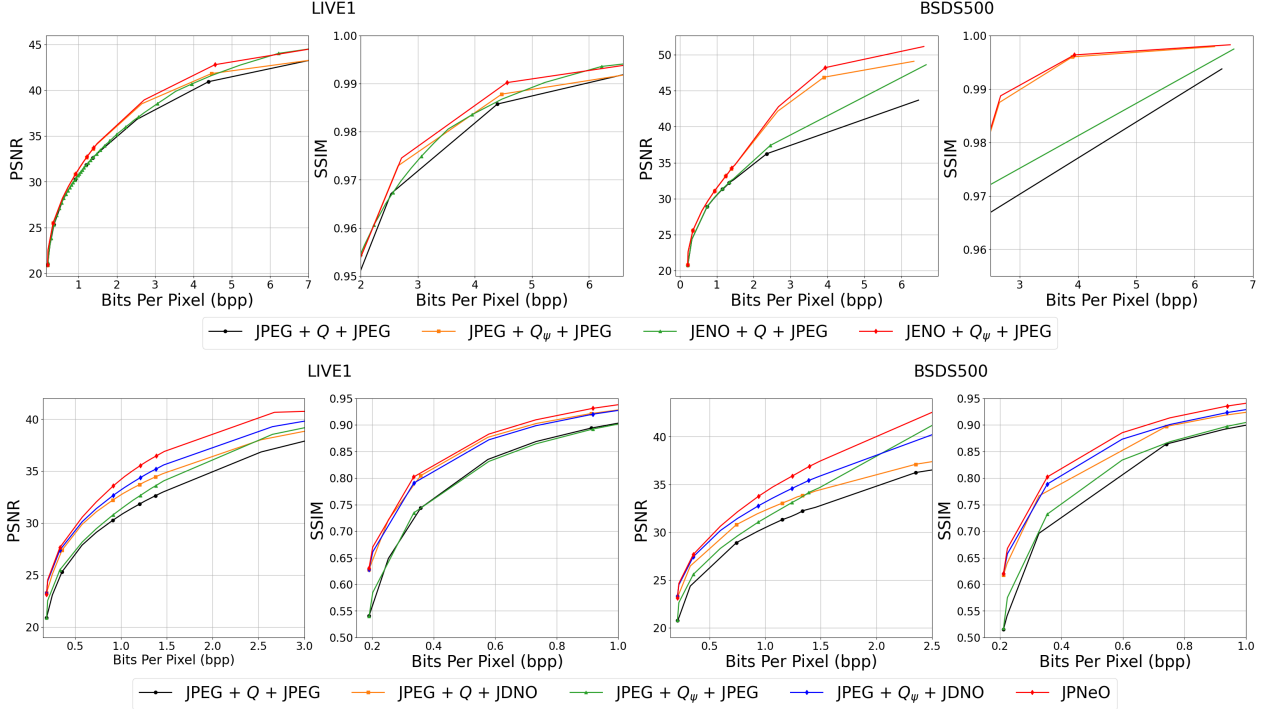 LIVE1
BSDS500
PSNR
45
40
35
30
25
20
1 2 3 4 5 6 7
Bits Per Pixel (bpp)
SSIM
1.00
0.99
0.98
0.97
0.96
0.95
2 3 4 5 6
Bits Per Pixel (bpp)
PSNR
50
45
40
35
30
25
20
0 1 2 3 4 5 6
Bits Per Pixel (bpp)
SSIM
1.00
0.99
0.98
0.97
0.96
3 4 5 6 7
Bits Per Pixel (bpp)
JPEG + Q + JPEG JPEG + Qψ + JPEG JENO + Q + JPEG JENO + Qψ + JPEG
LIVE1
BSDS500
PSNR
40
35
30
25
20
0.5 1.0 1.5 2.0 2.5 3.0
Bits Per Pixel (bpp)
SSIM
0.95
0.90
0.85
0.80
0.75
0.70
0.65
0.60
0.55
0.50
0.2 0.4 0.6 0.8 1.0
Bits Per Pixel (bpp)
PSNR
40
35
30
25
20
0.5 1.0 1.5 2.0 2.5
Bits Per Pixel (bpp)
SSIM
0.95
0.90
0.85
0.80
0.75
0.70
0.65
0.60
0.55
0.50
0.2 0.4 0.6 0.8 1.0
Bits Per Pixel (bpp)
JPEG + Q + JPEG JPEG + Q + JDNO JPEG + Qψ + JPEG JPEG + Qψ + JDNO JPNeO